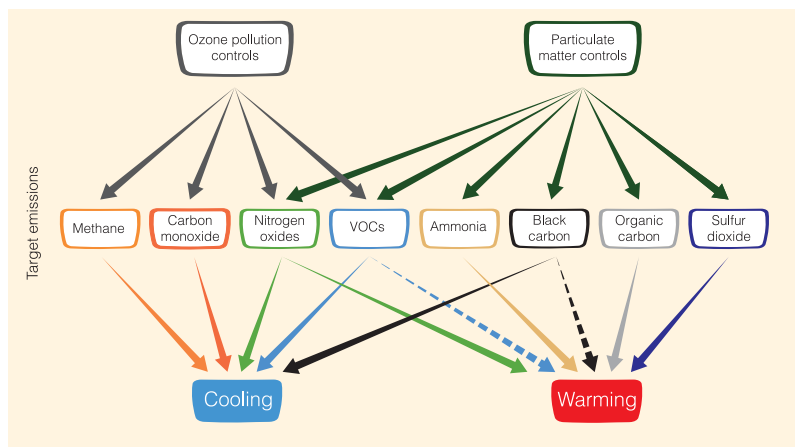 Ozone pollution
controls
Particulate
matter controls
Target emissions
Methane
Carbon
monoxide
Nitrogen
oxides
VOCs
Ammonia
Black
carbon
Organic
carbon
Sulfur
dioxide
Cooling
Warming